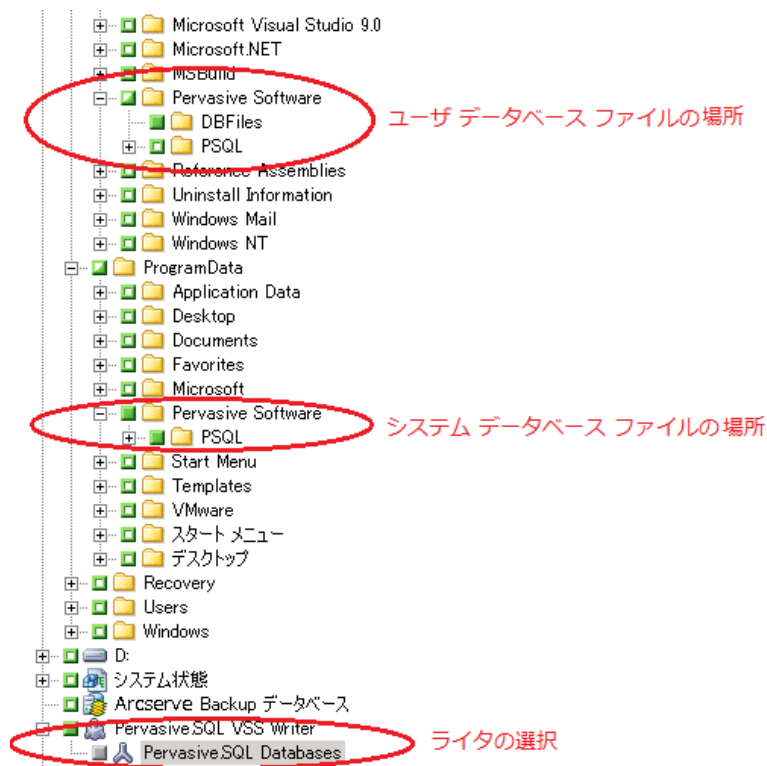 Microsoft Visual Studio 9.0
Microsoft.NET
MSBuild
Pervasive Software
DBFiles
ユーザ データベース ファイルの場所
PSQL
Reference Assemblies
Uninstall Information
Windows Mail
Windows NT
ProgramData
Application Data
Desktop
Documents
Favorites
Microsoft
Pervasive Software
システム データベース ファイルの場所
PSQL
Start Menu
Templates
VMware
スタート メニュー
デスクトップ
Recovery
Users
Windows
D:
システム状態
Arcserve Backup データベース
Pervasive.SQL VSS Writer
ライタの選択
Pervasive.SQL Databases